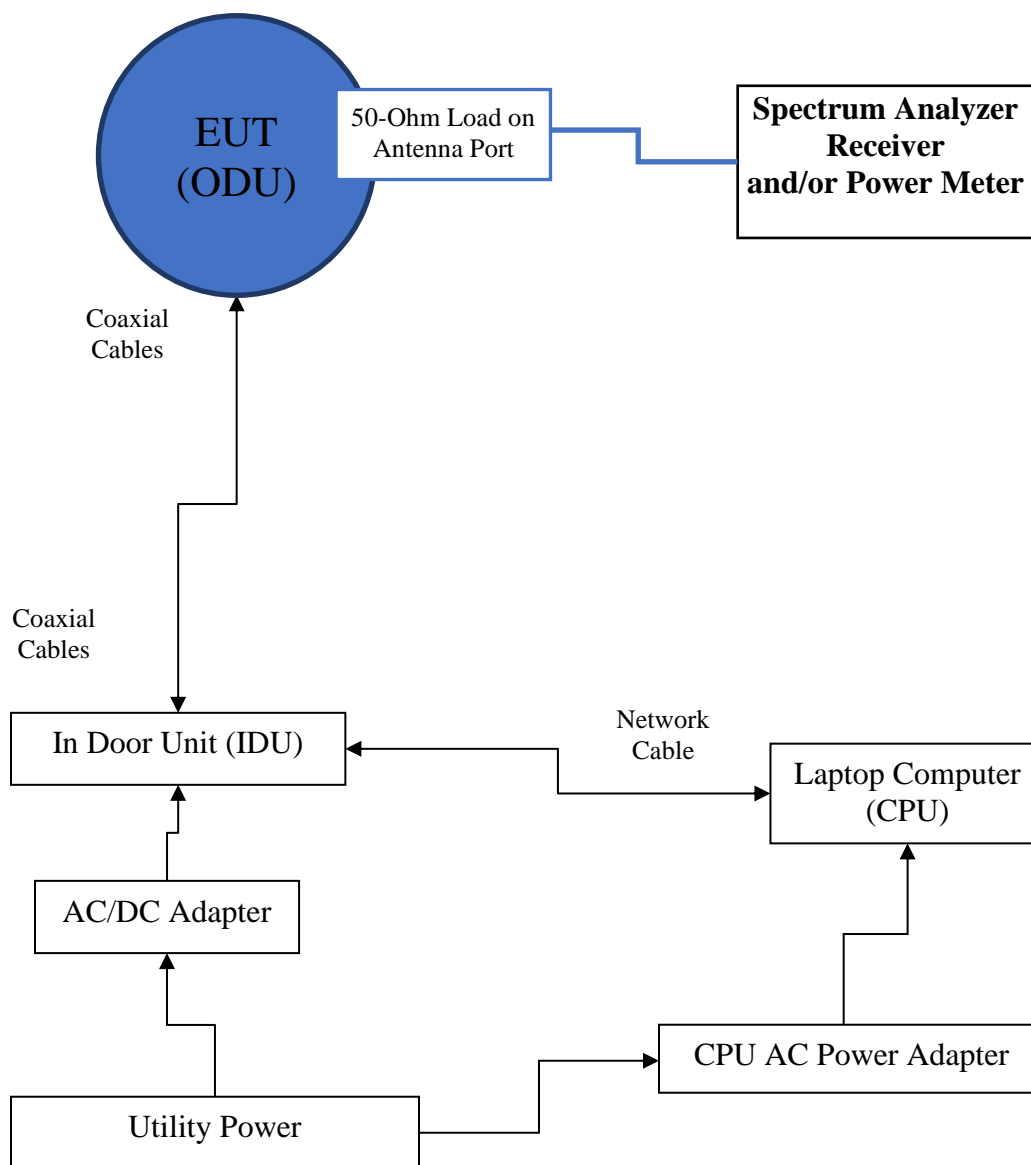 EUT
(ODU)
50-Ohm Load on
Antenna Port
Spectrum Analyzer
Receiver
and/or Power Meter
Coaxial
Cables
Coaxial
Cables
In Door Unit (IDU)
Network
Cable
Laptop Computer
(CPU)
AC/DC Adapter
CPU AC Power Adapter
Utility Power